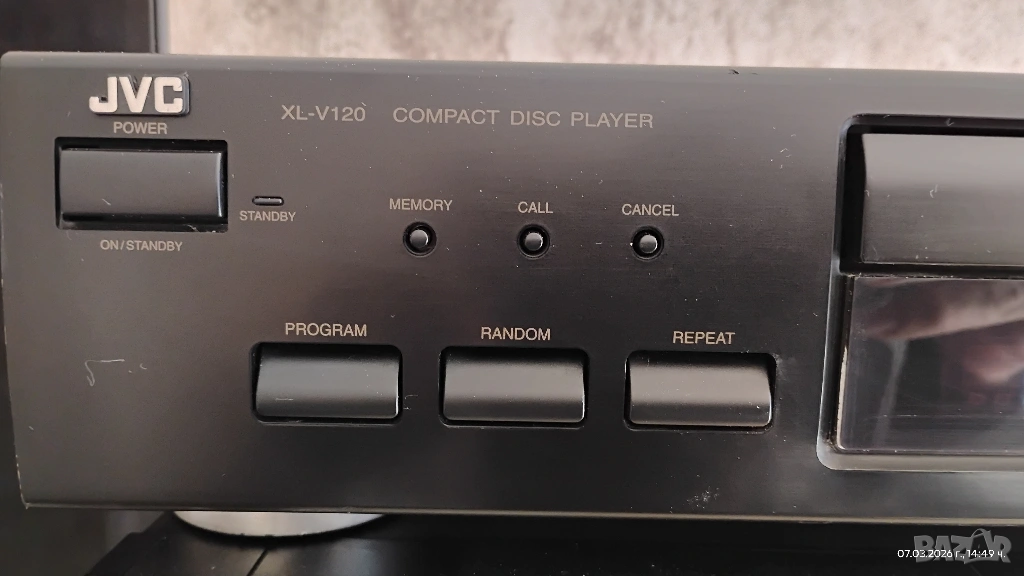 JVC
POWER
XL-V120 COMPACT DISC PLAYER
STANDBY
ON/STANDBY
MEMORY CALL CANCEL
PROGRAM RANDOM REPEAT
BAZAR
07.03.2026 г., 14:49 ч.